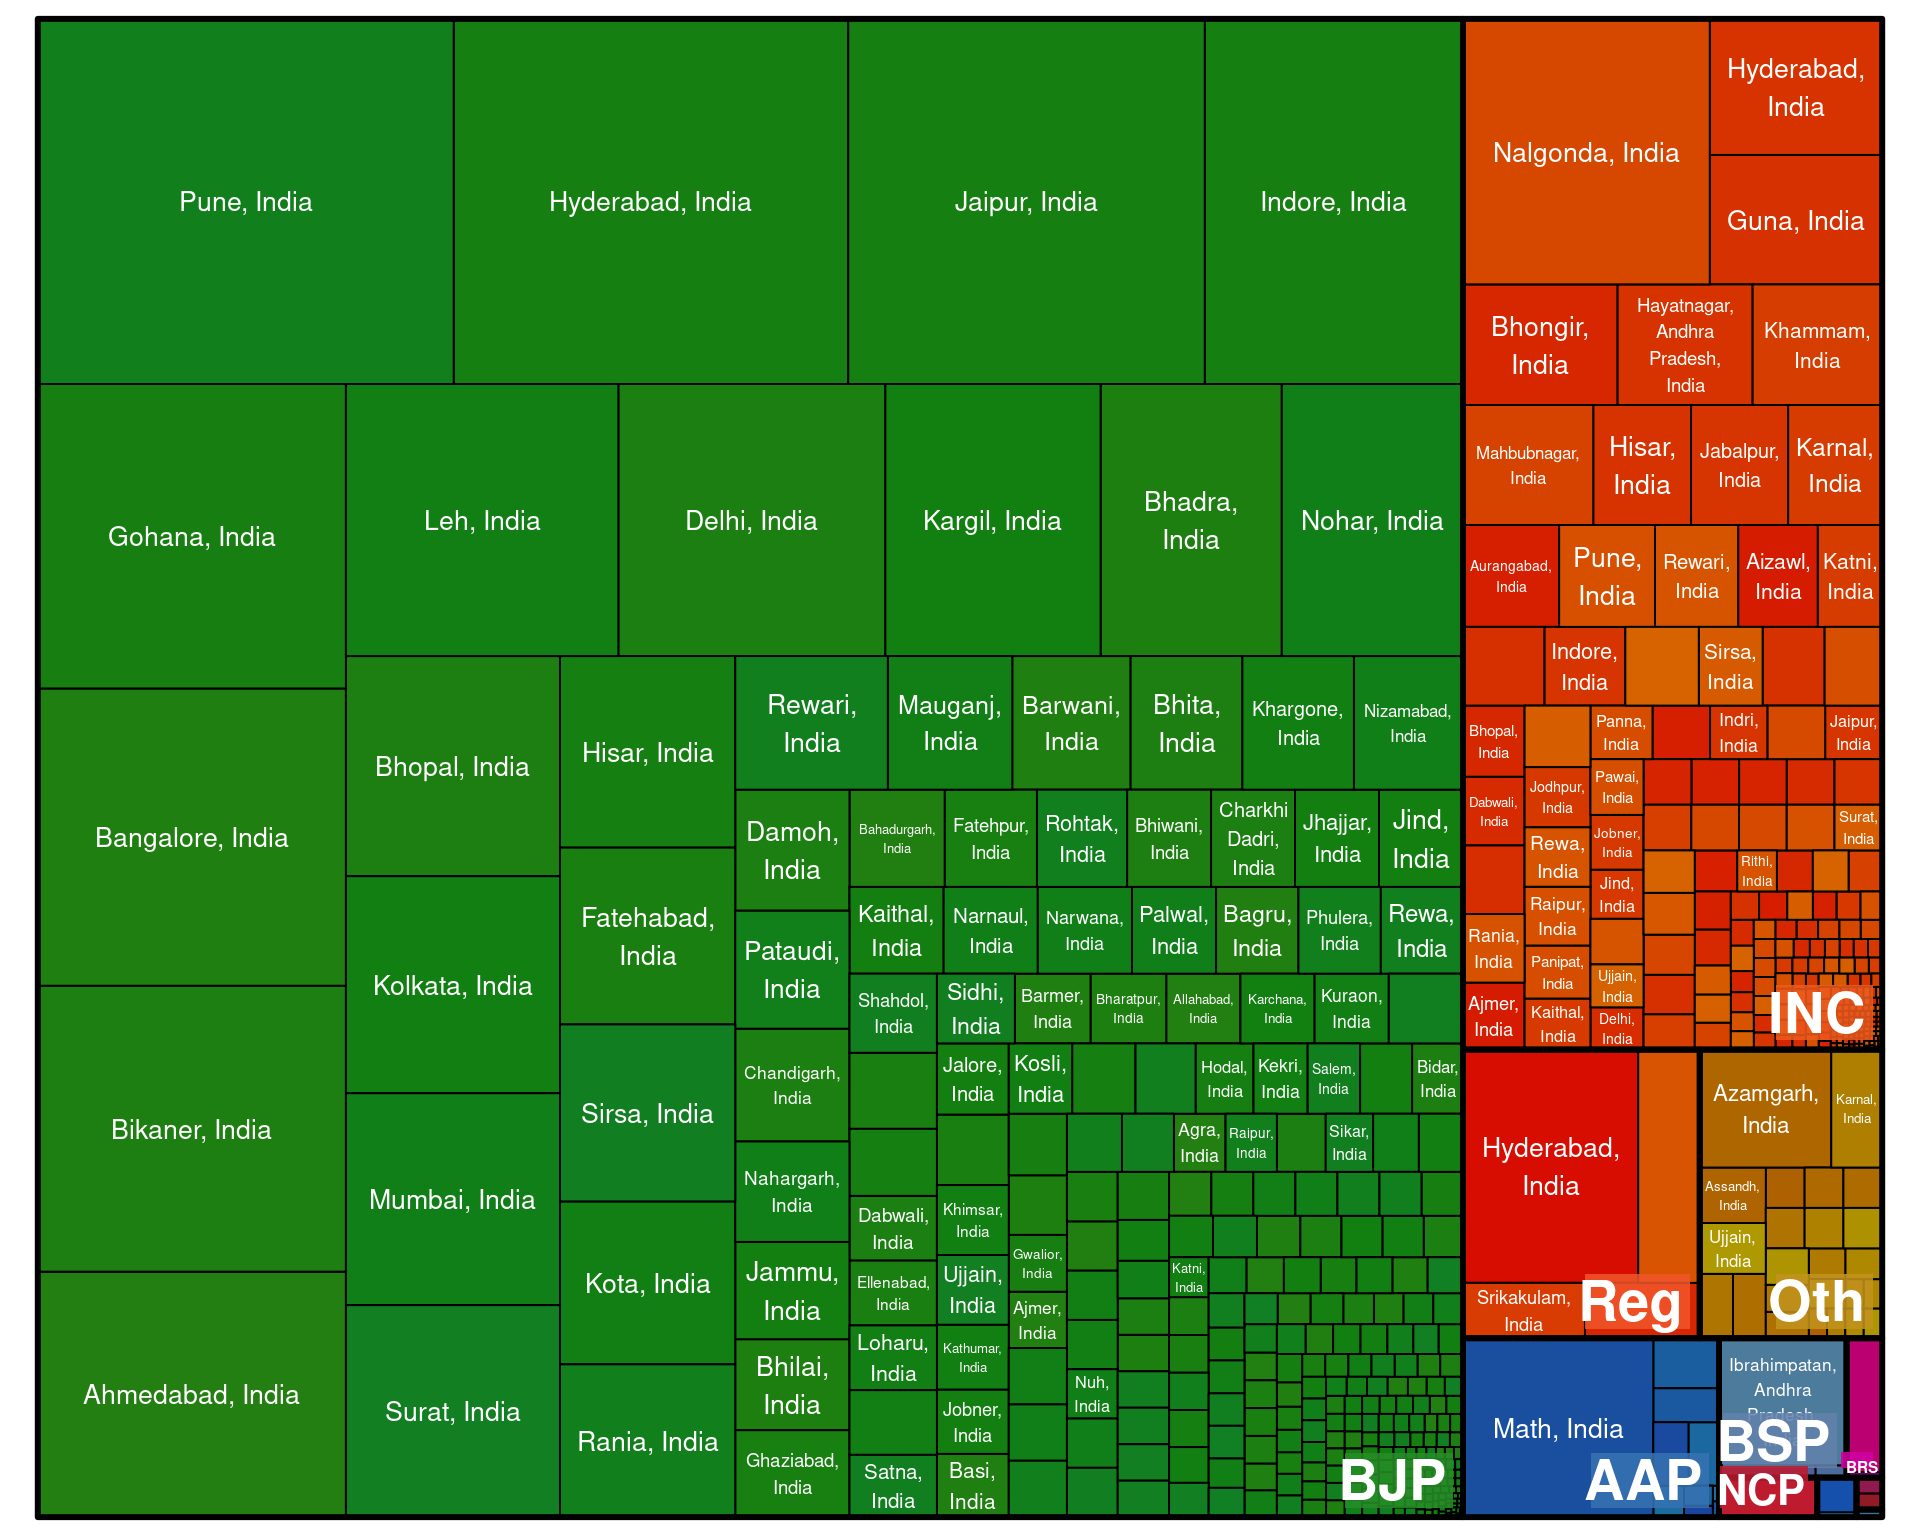 Pune, India
Hyderabad, India
Jaipur, India
Indore, India
Gohana, India
Leh, India
Delhi, India
Kargil, India
Bhadra,
India
Nohar, India
Bangalore, India
Bikaner, India
Ahmedabad, India
Bhopal, India
Kolkata, India
Mumbai, India
Surat, India
Hisar, India
Fatehabad,
India
Sirsa, India
Kota, India
Rania, India
Rewari,
India
Mauganj,
India
Barwani,
India
Bhita,
India
Khargone,
India
Nizamabad,
India
Damoh,
India
Pataudi,
India
Chandigarh,
India
Nahargarh,
India
Jammu,
India
Bhilai,
India
Ghaziabad,
India
Bahadurgarh,
India
Fatehpur,
India
Rohtak,
India
Bhiwani,
India
Charkhi
Dadri,
India
Jhajjar,
India
Jind,
India
Kaithal,
India
Narnaul,
India
Narwana,
India
Palwal,
India
Bagru,
India
Phulera,
India
Rewa,
India
Shahdol,
India
Sidhi,
India
Barmer,
India
Bharatpur,
India
Allahabad,
India
Karchana,
India
Kuraon,
India
Jalore,
India
Kosli,
India
Hodal,
India
Kekri,
India
Salem,
India
Bidar,
India
Agra,
India
Raipur,
India
Sikar,
India
Dabwali,
India
Khimsar,
India
Ellenabad,
India
Ujjain,
India
Gwalior,
India
Katni,
India
Ajmer,
India
Loharu,
India
Kathumar,
India
Nuh,
India
Jobner,
India
Satna,
India
Basi,
India
BJP
Nalgonda, India
Hyderabad,
India
Guna, India
Bhongir,
India
Hayatnagar,
Andhra
Pradesh,
India
Khammam,
India
Mahbubnagar,
India
Hisar,
India
Jabalpur,
India
Karnal,
India
Aurangabad,
India
Pune,
India
Rewari,
India
Aizawl,
India
Katni,
India
Indore,
India
Sirsa,
India
Bhopal,
India
Panna,
India
Indri,
India
Jaipur,
India
Dabwali,
India
Jodhpur,
India
Pawai,
India
Surat,
India
Rewa,
India
Jobner,
India
Rithi,
India
Raipur,
India
Jind,
India
Rania,
India
Panipat,
India
Ujjain,
India
Ajmer,
India
Kaithal,
India
Delhi,
India
INC
Hyderabad,
India
Srikakulam,
India
Reg
Azamgarh,
India
Karnal,
India
Assandh,
India
Ujjain,
India
Oth
Math, India
AAP
Ibrahimpatan,
Andhra
Pradesh,
BSP
BRS
NCP